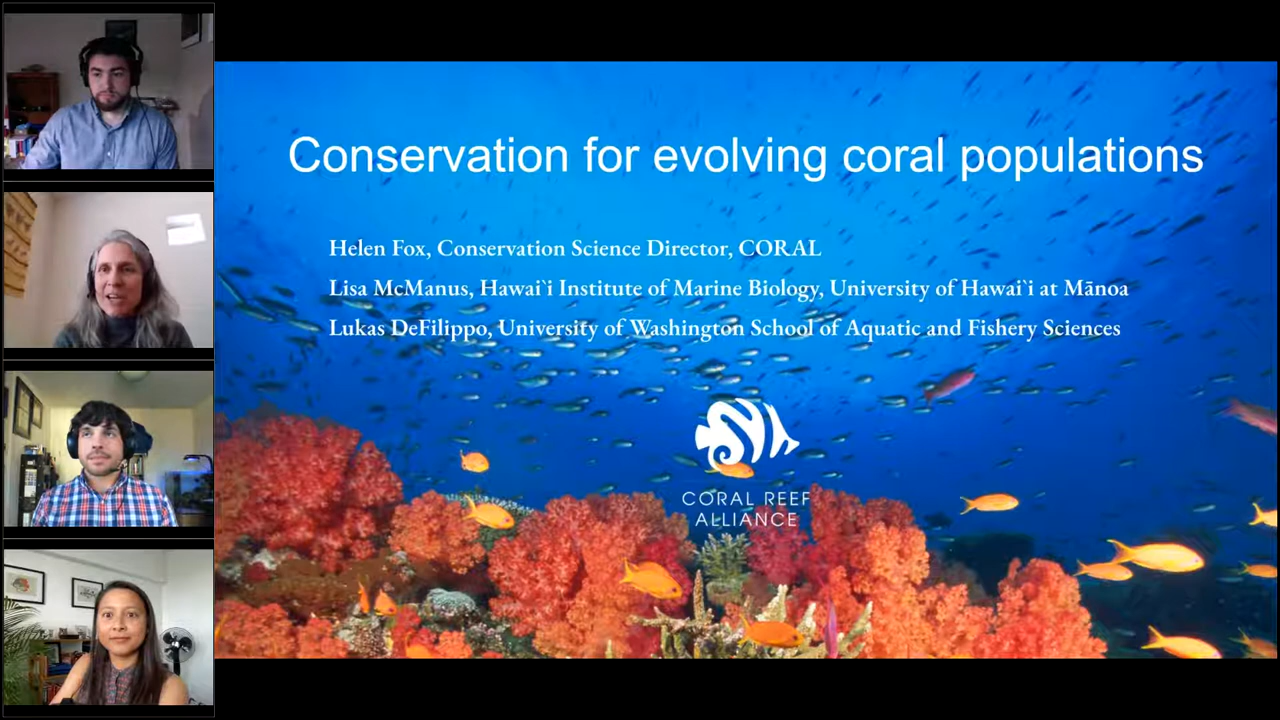 Conservation for evolving coral populations
Helen Fox, Conservation Science Director, CORAL
Lisa McManus, Hawai`i Institute of Marine Biology, University of Hawai`i at Mānoa
Lukas DeFilippo, University of Washington School of Aquatic and Fishery Sciences
CORAL REEF
ALLIANCE